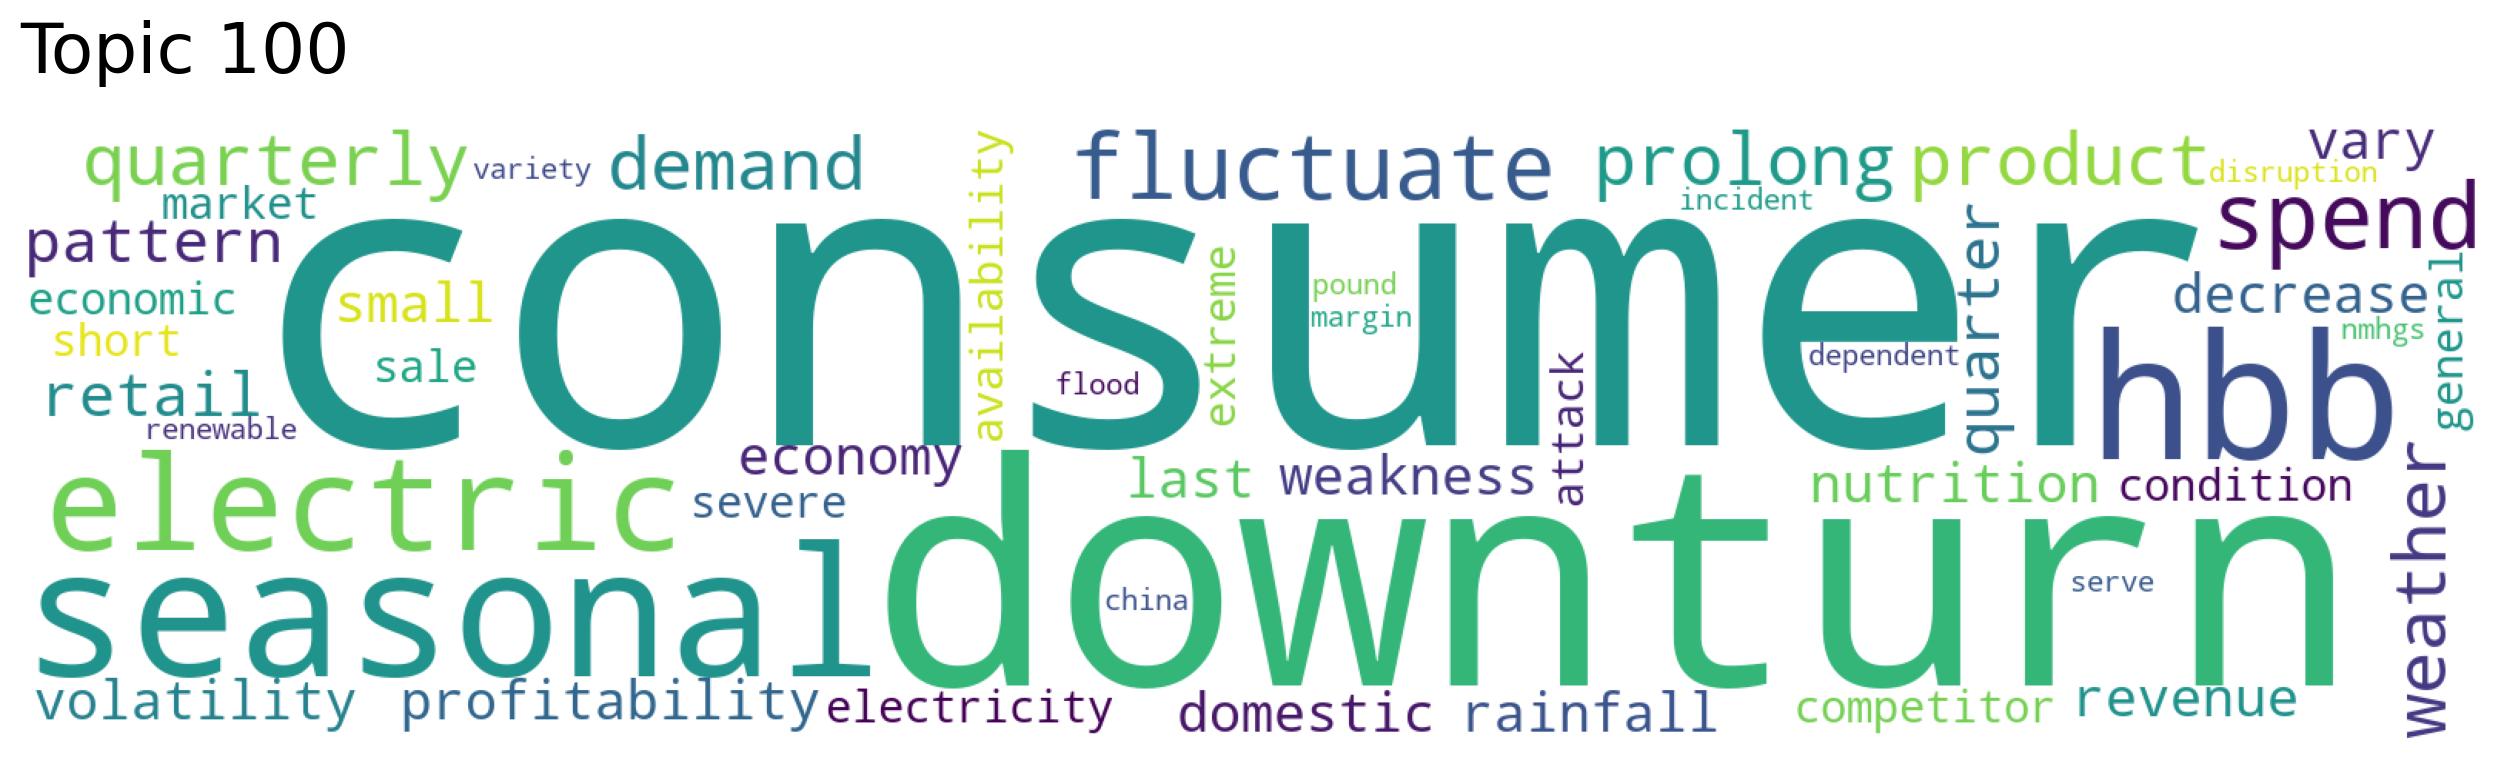 Topic 100
quarterly
variety
demand
availability
fluctuate
prolong
incident
product
disruption
vary
market
pattern
consumer
spend
economic
small
short
sale
retail
renewable
flood
extreme
pound
margin
attack
dependent
quarter
decrease
nmhgs
general
hbb
electric
economy
severe
last
weakness
nutrition
condition
weather
seasonal
downturn
china
serve
volatility
profitability
electricity
domestic
rainfall
competitor
revenue